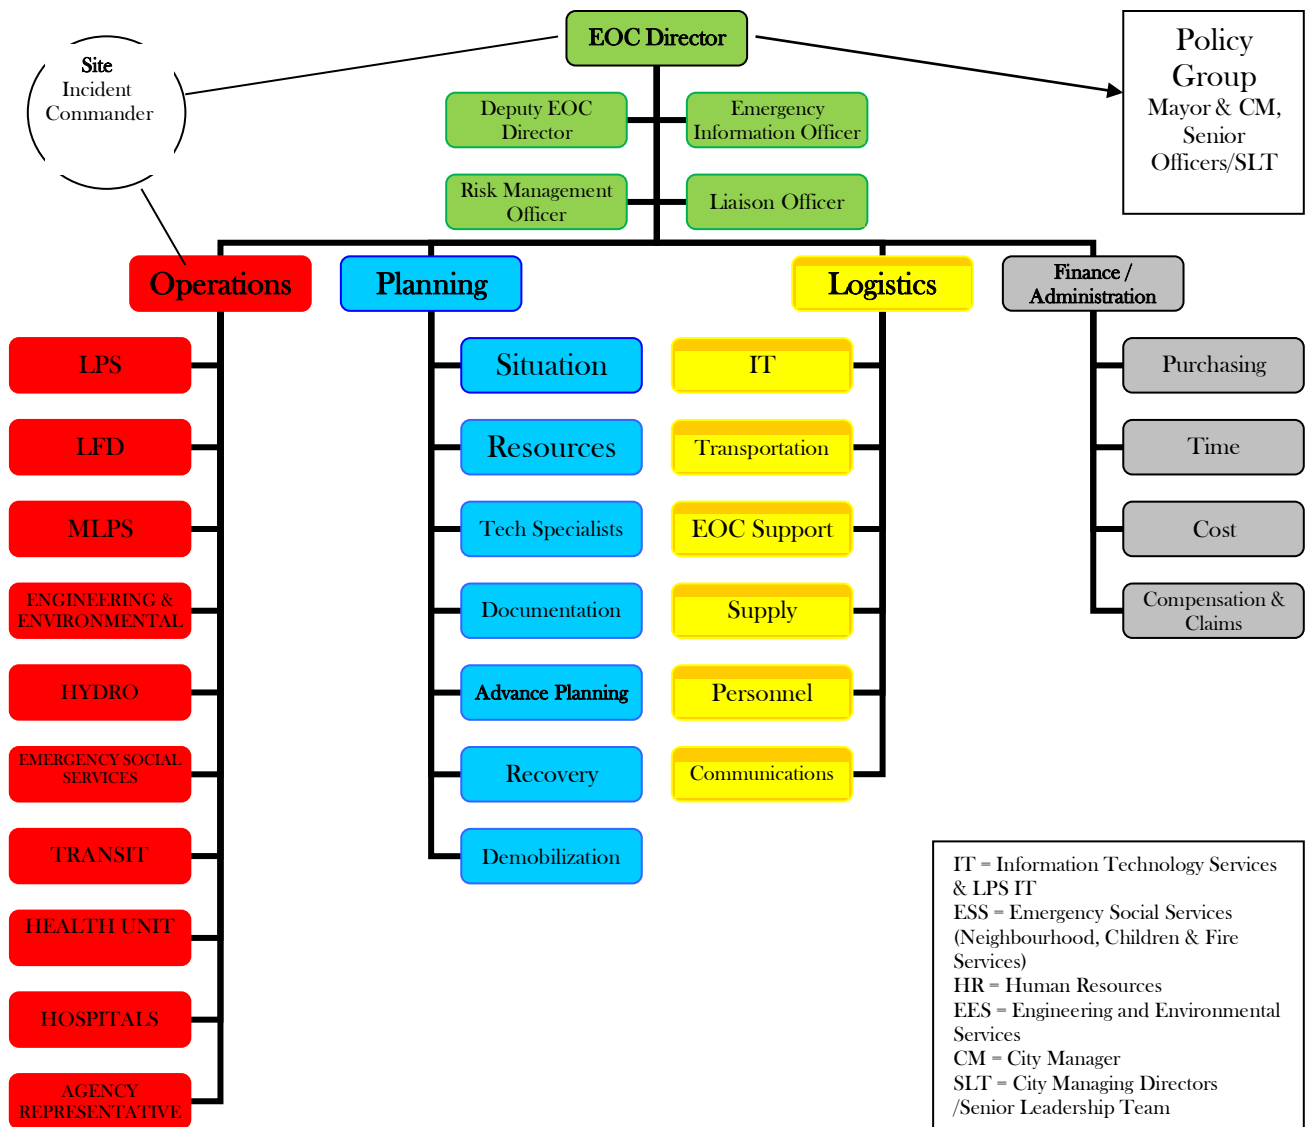 EOC Director
Site
Incident
Commander
Policy
Group
Mayor & CM,
Senior
Officers/SLT
Deputy EOC
Director
Emergency
Information Officer
Risk Management
Officer
Liaison Officer
Operations
Planning
Logistics
Finance /
Administration
LPS
LFD
MLPS
ENGINEERING &
ENVIRONMENTAL
HYDRO
EMERGENCY SOCIAL
SERVICES
TRANSIT
HEALTH UNIT
HOSPITALS
AGENCY
REPRESENTATIVE
Situation
Resources
Tech Specialists
Documentation
Advance Planning
Recovery
Demobilization
IT
Transportation
EOC Support
Supply
Personnel
Communications
Purchasing
Time
Cost
Compensation &
Claims
IT = Information Technology Services
& LPS IT
ESS = Emergency Social Services
(Neighbourhood, Children & Fire
Services)
HR = Human Resources
EES = Engineering and Environmental
Services
CM = City Manager
SLT = City Managing Directors
/Senior Leadership Team